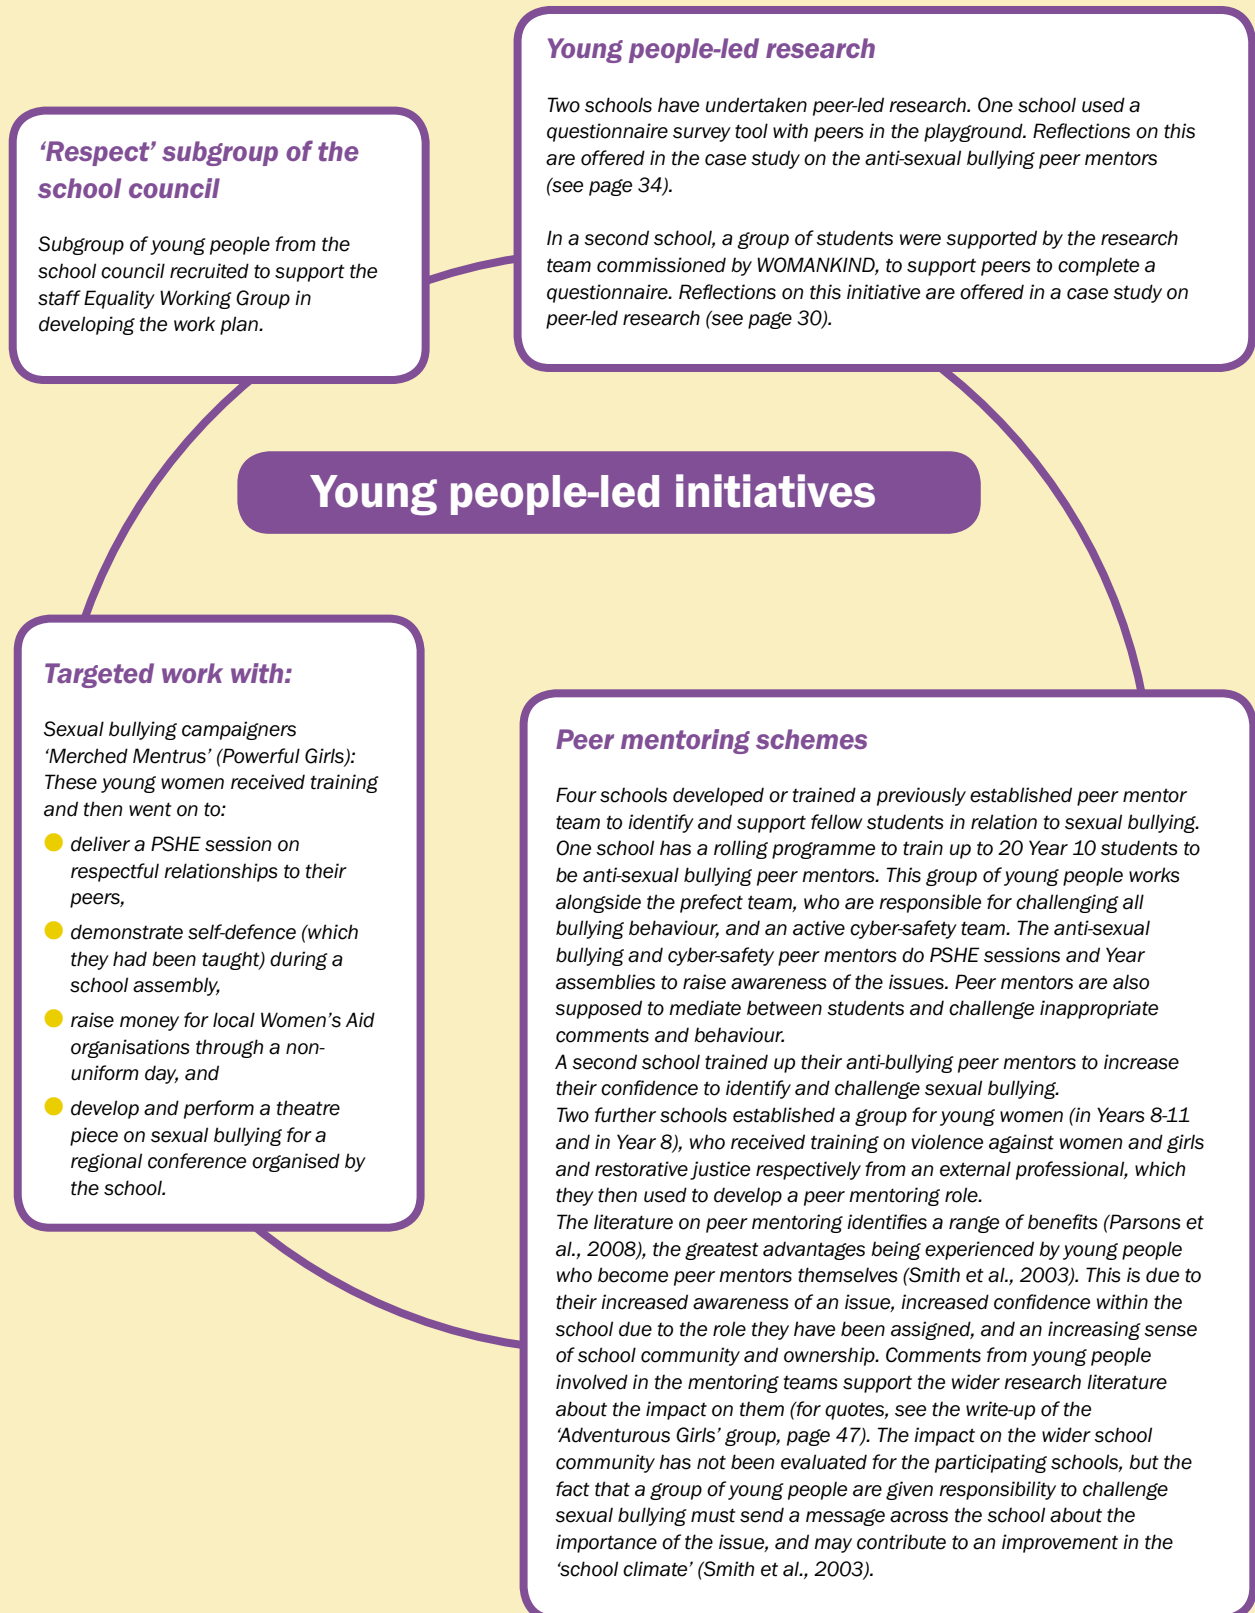 Young people-led research
Two schools have undertaken peer-led research. One school used a
questionnaire survey tool with peers in the playground. Reflections on this
are offered in the case study on the anti-sexual bullying peer mentors
(see page 34).
In a second school, a group of students were supported by the research
team commissioned by WOMANKIND, to support peers to complete a
questionnaire. Reflections on this initiative are offered in a case study on
peer-led research (see page 30).
‘Respect’ subgroup of the
school council
Subgroup of young people from the
school council recruited to support the
staff Equality Working Group in
developing the work plan.
Young people-led initiatives
Targeted work with:
Sexual bullying campaigners
‘Merched Mentrus’ (Powerful Girls):
These young women received training
and then went on to:
deliver a PSHE session on
respectful relationships to their
peers,
demonstrate self-defence (which
they had been taught) during a
school assembly,
raise money for local Women’s Aid
organisations through a non-
uniform day, and
develop and perform a theatre
piece on sexual bullying for a
regional conference organised by
the school.
Peer mentoring schemes
Four schools developed or trained a previously established peer mentor
team to identify and support fellow students in relation to sexual bullying.
One school has a rolling programme to train up to 20 Year 10 students to
be anti-sexual bullying peer mentors. This group of young people works
alongside the prefect team, who are responsible for challenging all
bullying behaviour, and an active cyber-safety team. The anti-sexual
bullying and cyber-safety peer mentors do PSHE sessions and Year
assemblies to raise awareness of the issues. Peer mentors are also
supposed to mediate between students and challenge inappropriate
comments and behaviour.
A second school trained up their anti-bullying peer mentors to increase
their confidence to identify and challenge sexual bullying.
Two further schools established a group for young women (in Years 8-11
and in Year 8), who received training on violence against women and girls
and restorative justice respectively from an external professional, which
they then used to develop a peer mentoring role.
The literature on peer mentoring identifies a range of benefits (Parsons et
al., 2008), the greatest advantages being experienced by young people
who become peer mentors themselves (Smith et al., 2003). This is due to
their increased awareness of an issue, increased confidence within the
school due to the role they have been assigned, and an increasing sense
of school community and ownership. Comments from young people
involved in the mentoring teams support the wider research literature
about the impact on them (for quotes, see the write-up of the
‘Adventurous Girls’ group, page 47). The impact on the wider school
community has not been evaluated for the participating schools, but the
fact that a group of young people are given responsibility to challenge
sexual bullying must send a message across the school about the
importance of the issue, and may contribute to an improvement in the
‘school climate’ (Smith et al., 2003).